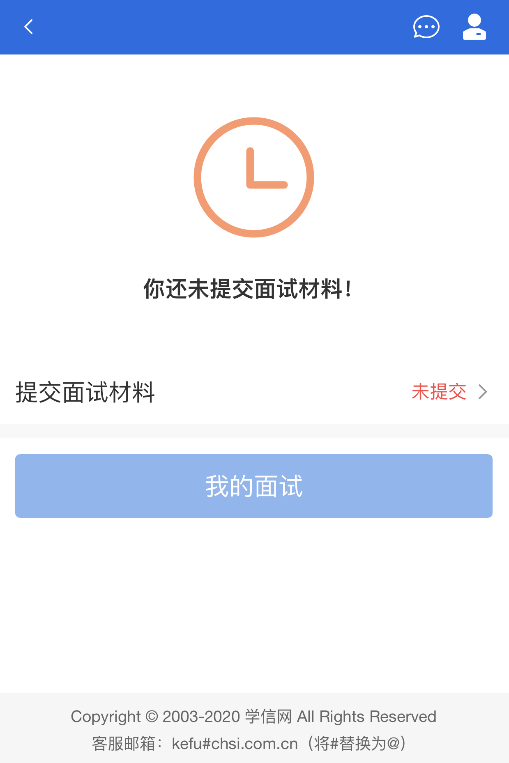 你还未提交面试材料！
提交面试材料 未提交
我的面试
Copyright © 2003-2020 学信网 All Rights Reserved
客服邮箱：kefu#chsi.com.cn（将#替换为@）